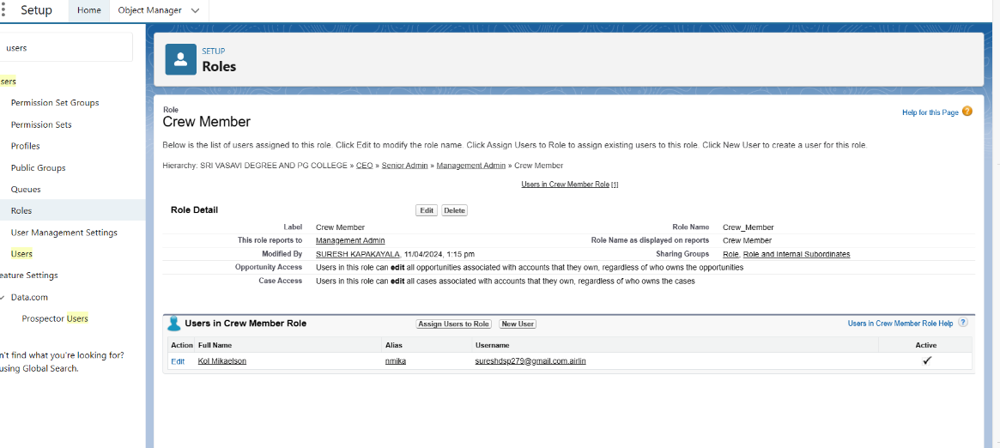 Setup Home Object Manager
users
sers
Permission Set Groups
Permission Sets
Profiles
Public Groups
Queues
Roles
User Management Settings
Users
eature Settings
Data.com
Prospector Users
n't find what you're looking for?
using Global Search.
SETUP
Roles
Role
Crew Member
Help for this Page ?
Below is the list of users assigned to this role. Click Edit to modify the role name. Click Assign Users to Role to assign existing users to this role. Click New User to create a user for this role.
Hierarchy: SRI VASAVI DEGREE AND PG COLLEGE » CEO » Senior Admin » Management Admin » Crew Member
Users in Crew Member Role [1]
Role Detail Edit Delete
Label Crew Member Role Name Crew_Member
This role reports to Management Admin Role Name as displayed on reports Crew Member
Modified By SURESH KAPAKAYALA, 11/04/2024, 1:15 pm Sharing Groups Role, Role and Internal Subordinates
Opportunity Access Users in this role can edit all opportunities associated with accounts that they own, regardless of who owns the opportunities
Case Access Users in this role can edit all cases associated with accounts that they own, regardless of who owns the cases
Users in Crew Member Role Assign Users to Role New User Users in Crew Member Role Help ?
Action Full Name Alias Username Active
Edit Kol Mikaelson nmika sureshdsp279@gmail.com.airlin